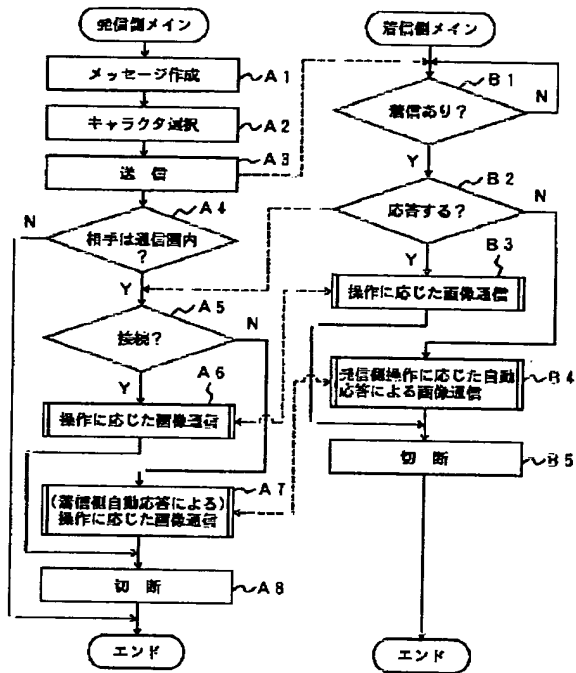 発信側メイン
メッセージ作成
A1
キャラクタ選択
A2
送 信
A3
A4
相手は通信圏内
?
N
Y
A5
接続?
N
Y
A6
操作に応じた画像通信
A7
(着信側自動応答による)
操作に応じた画像通信
切 断
A8
エンド
着信側メイン
B1
着信あり?
N
Y
B2
応答する?
N
Y
B3
操作に応じた画像通信
発信側操作に応じた自動
応答による画像通信
B4
切 断
B5
エンド